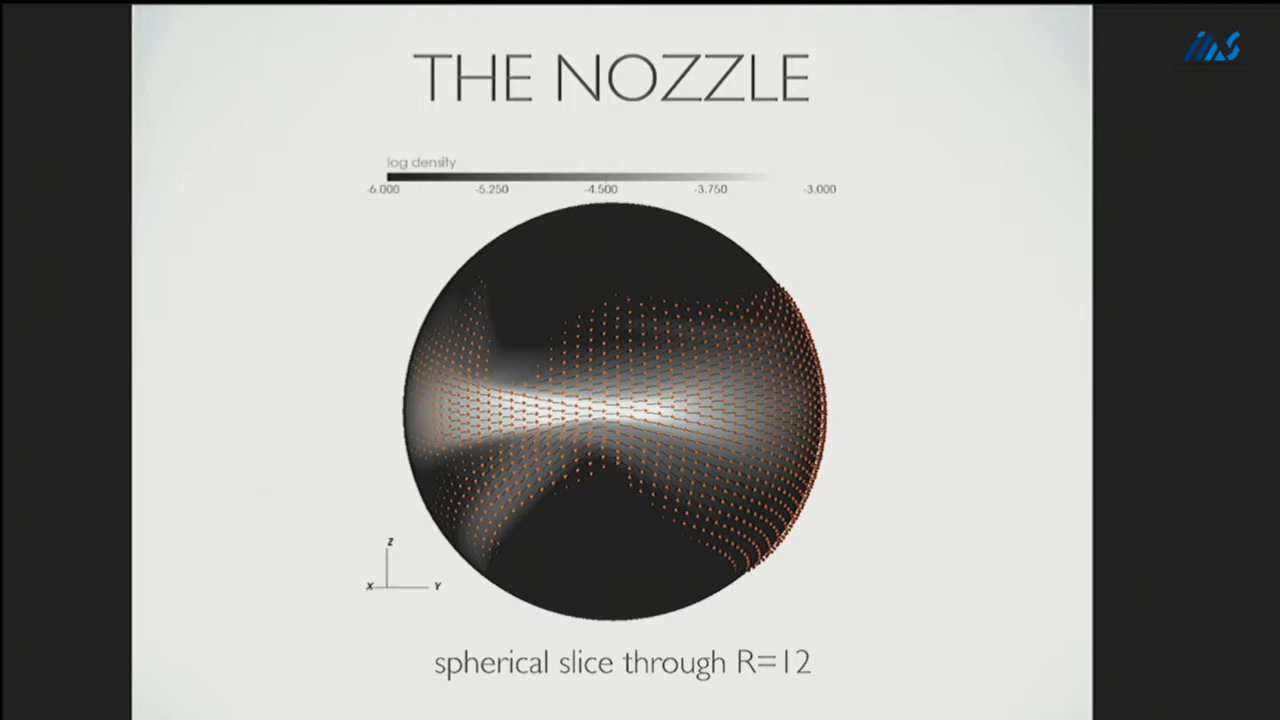 THE NOZZLE
log density
-6.000 -5.250 -4.500 -3.750 -3.000
Z
X Y
spherical slice through R=12